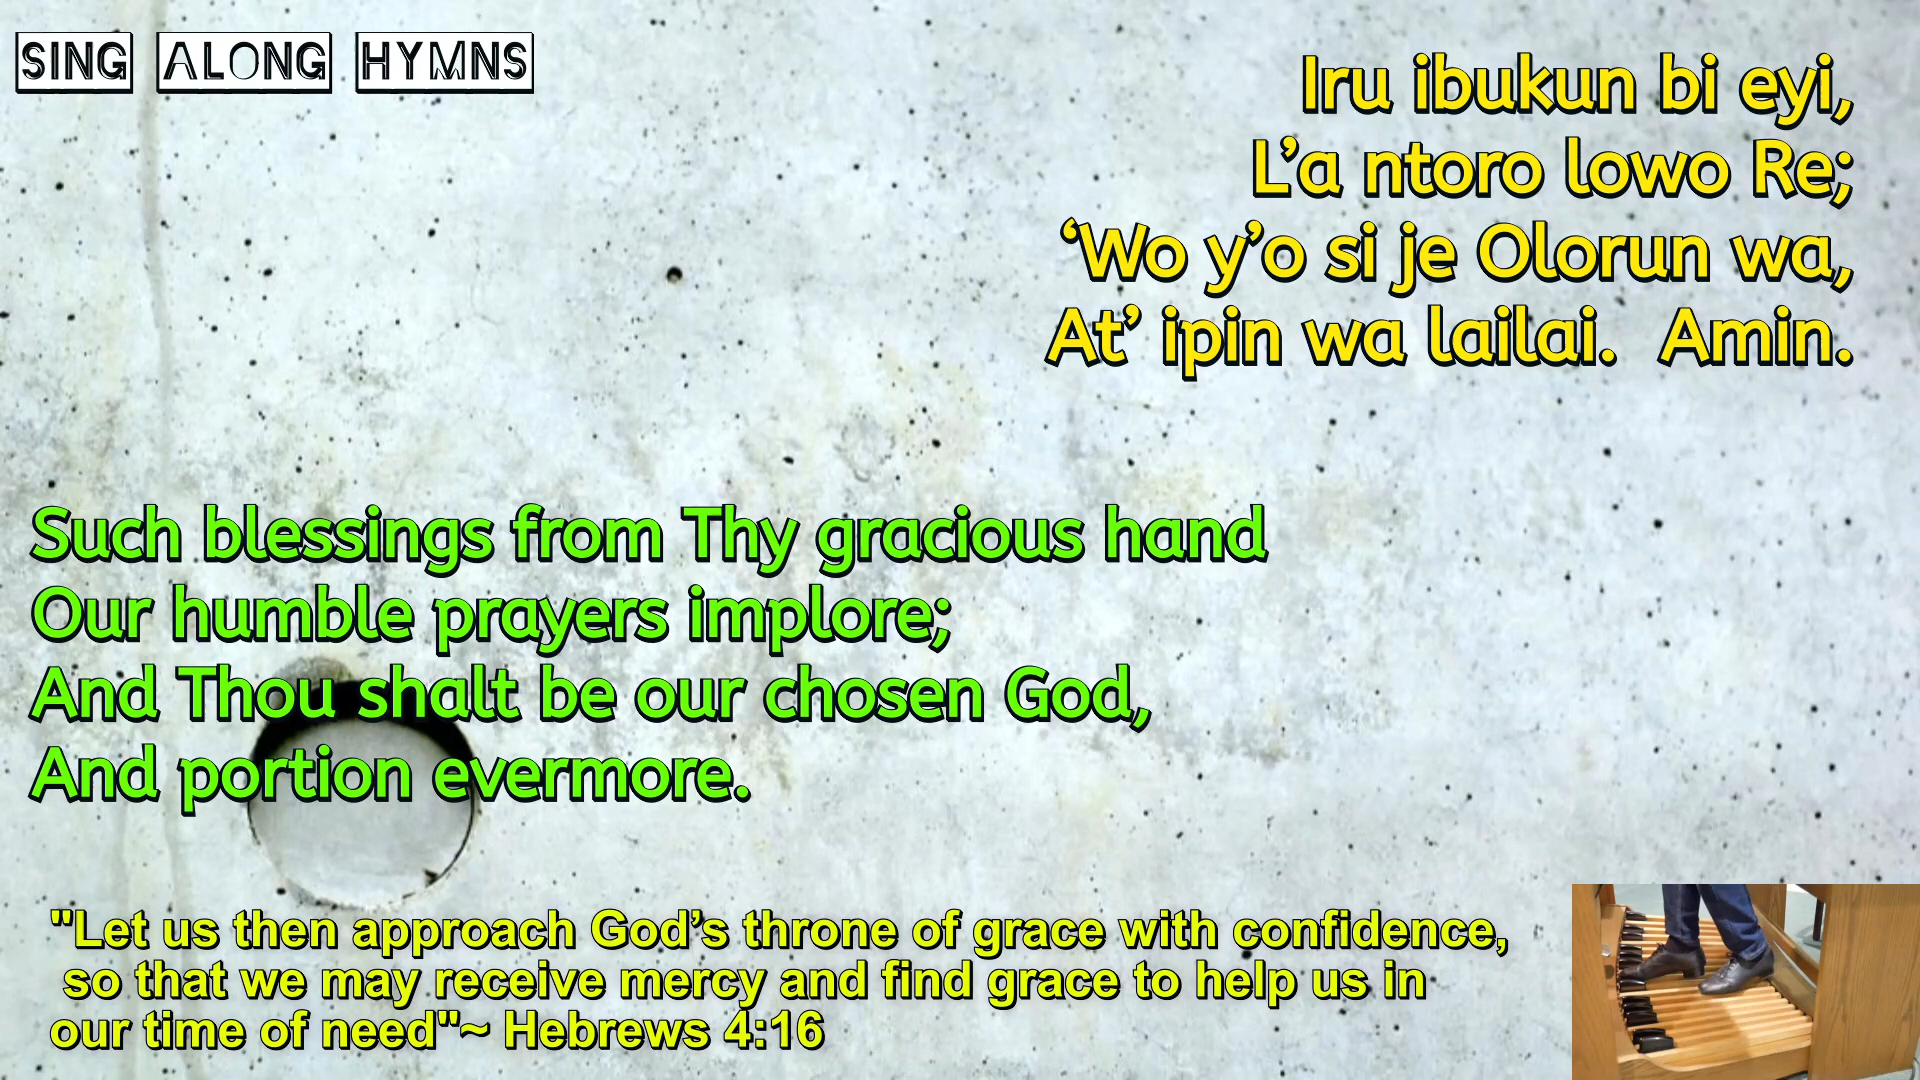 SING ALONG HYMNS
Iru ibukun bi eyi,
L’a ntoro lowo Re;
‘Wo y’o si je Olorun wa,
At’ ipin wa lailai.  Amin.
Such blessings from Thy gracious hand
Our humble prayers implore;
And Thou shalt be our chosen God,
And portion evermore.
"Let us then approach God’s throne of grace with confidence,
so that we may receive mercy and find grace to help us in
our time of need"~ Hebrews 4:16